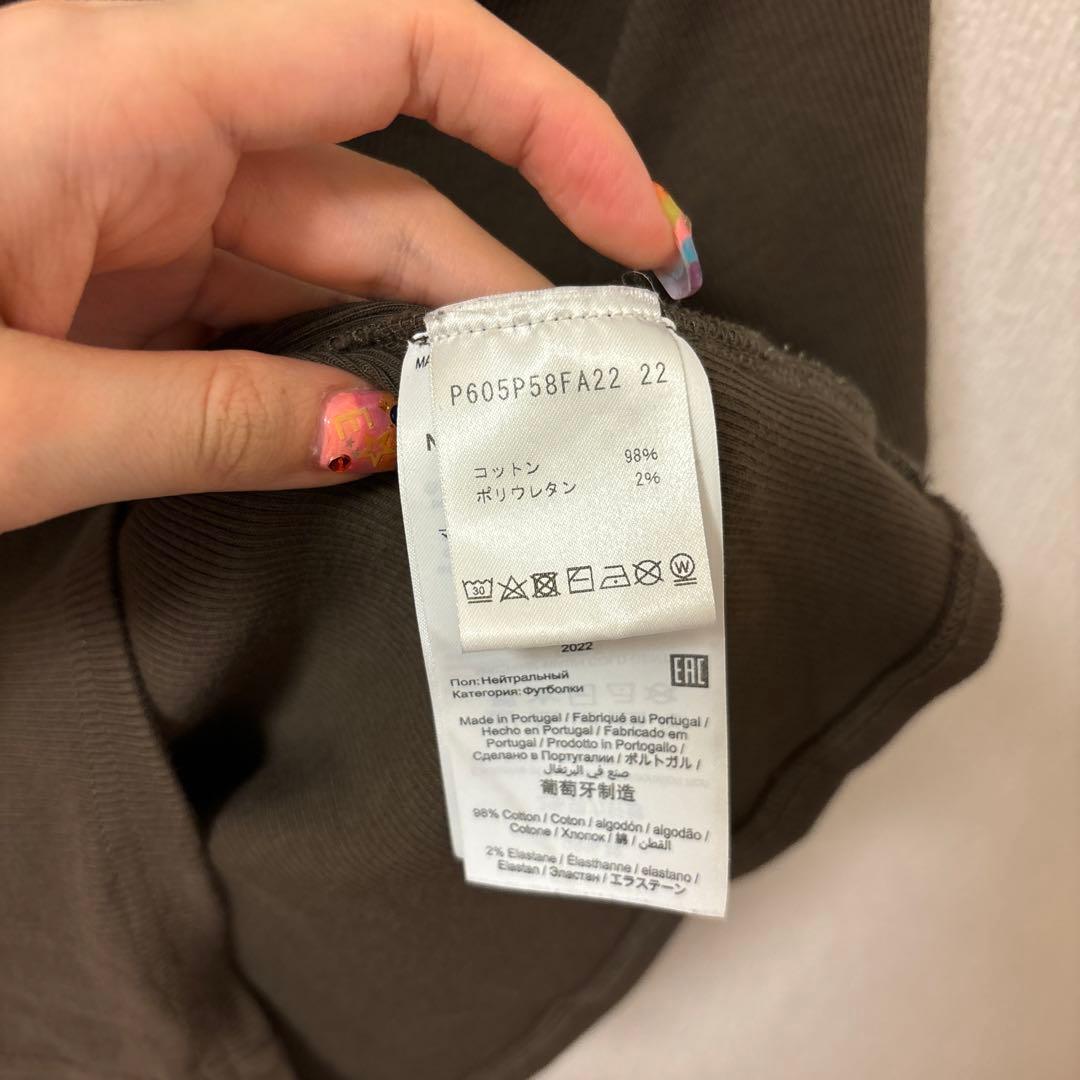 P605P58FA22 22
コットン 98%
ポリウレタン 2%
30
W
2022
Пол: Нейтральный
Категория: Футболки
EAC
Made in Portugal / Fabriqué au Portugal /
Hecho en Portugal / Fabricado em
Portugal / Prodotto in Portogallo /
Сделано в Португалии / ポルトガル /
صنع في البرتغال
葡萄牙制造
98% Cotton / Coton / algodón / algodão /
Cotone / Хлопок / 綿 / القطن /
2% Elastane / Élasthanne / elastano /
Elastan / Эластан / エラステーン